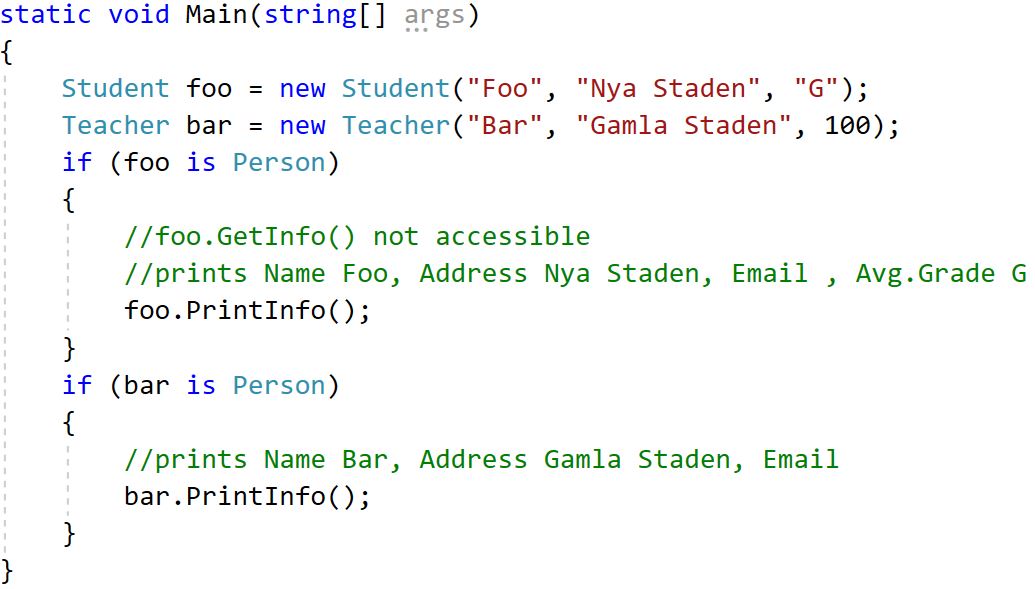 static void Main(string[] args)
{
    Student foo = new Student("Foo", "Nya Staden", "G");
    Teacher bar = new Teacher("Bar", "Gamla Staden", 100);
    if (foo is Person)
    {
        //foo.GetInfo() not accessible
        //prints Name Foo, Address Nya Staden, Email , Avg.Grade G
        foo.PrintInfo();
    }
    if (bar is Person)
    {
        //prints Name Bar, Address Gamla Staden, Email
        bar.PrintInfo();
    }
}